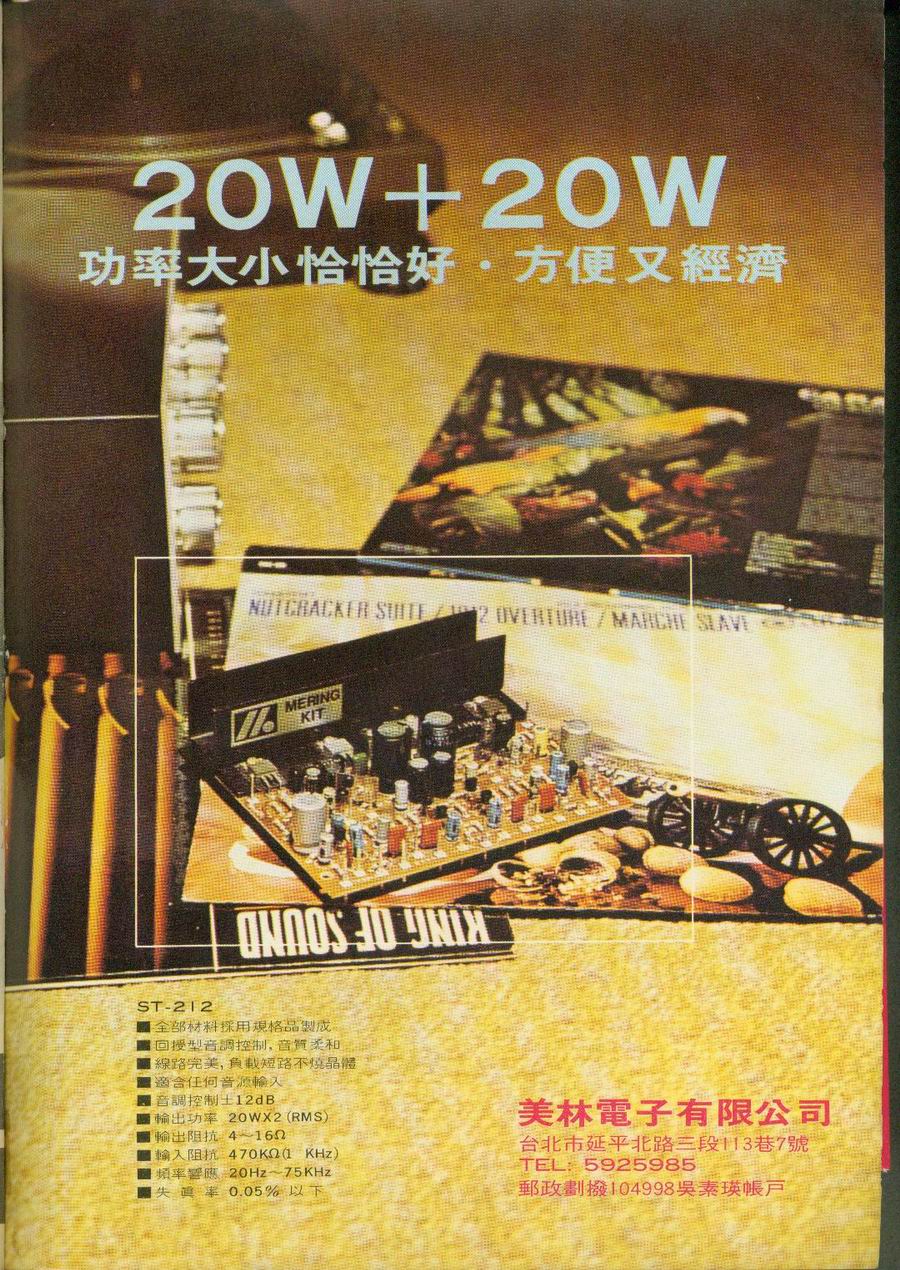 20W+20W
功率大小恰恰好·方便又經濟
NUTCRACKER SUITE / 1812 OVERTURE / MARCHE SLAVE
MERING
KIT
KING OF SOUND
ST-212
■全部材料採用規格品製成
■回授型音調控制,音質柔和
■線路完美,負載短路不燒晶體
■適合任何音源輸入
■音調控制±12dB
■輸出功率 20WX2(RMS)
■輸出阻抗 4～16Ω
■輸入阻抗 470KΩ(1 KHz)
■頻率響應 20Hz～75KHz
■失真率 0.05% 以下
美林電子有限公司
台北市延平北路三段113巷7號
TEL: 5925985
郵政劃撥104998吳素瑛帳戶